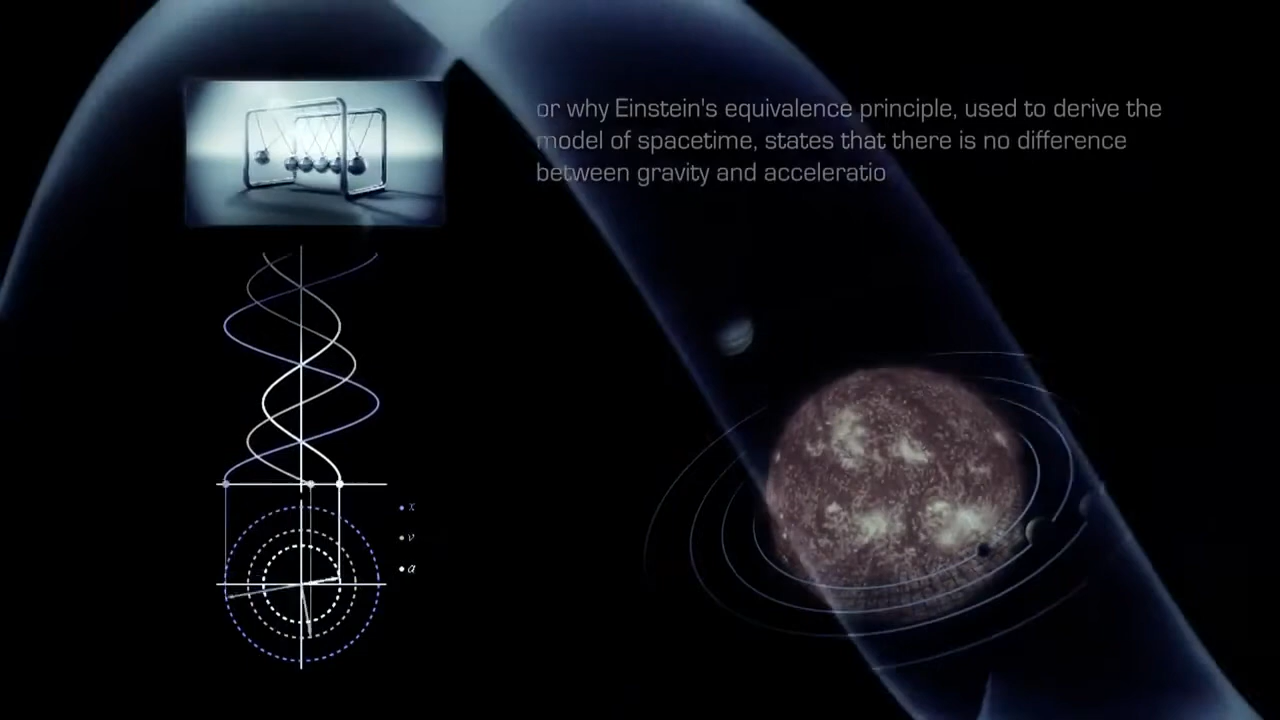 or why Einstein's equivalence principle, used to derive the
model of spacetime, states that there is no difference
between gravity and acceleratio
x
v
a